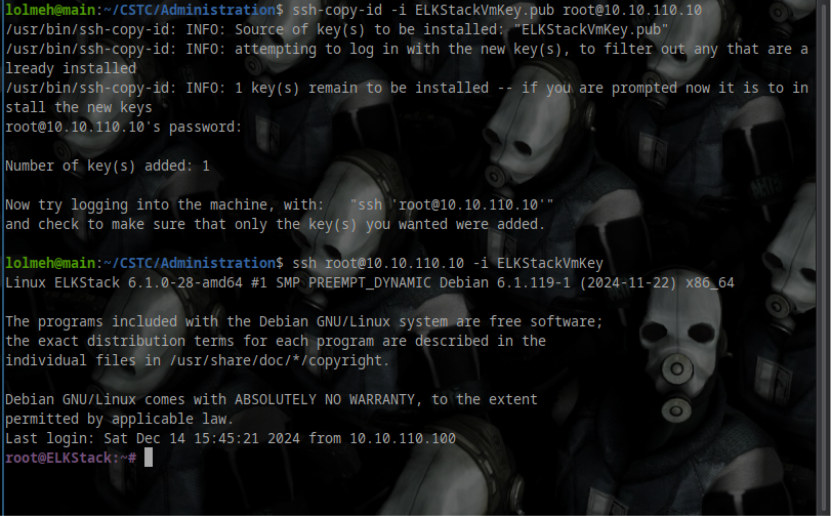 lolmeh@main:~/CSTC/Administration$ ssh-copy-id -i ELKStackVmKey.pub root@10.10.110.10
/usr/bin/ssh-copy-id: INFO: Source of key(s) to be installed: "ELKStackVmKey.pub"
/usr/bin/ssh-copy-id: INFO: attempting to log in with the new key(s), to filter out any that are a
lready installed
/usr/bin/ssh-copy-id: INFO: 1 key(s) remain to be installed -- if you are prompted now it is to in
stall the new keys
root@10.10.110.10's password:
Number of key(s) added: 1
Now try logging into the machine, with:   "ssh 'root@10.10.110.10'"
and check to make sure that only the key(s) you wanted were added.
lolmeh@main:~/CSTC/Administration$ ssh root@10.10.110.10 -i ELKStackVmKey
Linux ELKStack 6.1.0-28-amd64 #1 SMP PREEMPT_DYNAMIC Debian 6.1.119-1 (2024-11-22) x86_64
The programs included with the Debian GNU/Linux system are free software;
the exact distribution terms for each program are described in the
individual files in /usr/share/doc/*/copyright.
Debian GNU/Linux comes with ABSOLUTELY NO WARRANTY, to the extent
permitted by applicable law.
Last login: Sat Dec 14 15:45:21 2024 from 10.10.110.100
root@ELKStack:~#